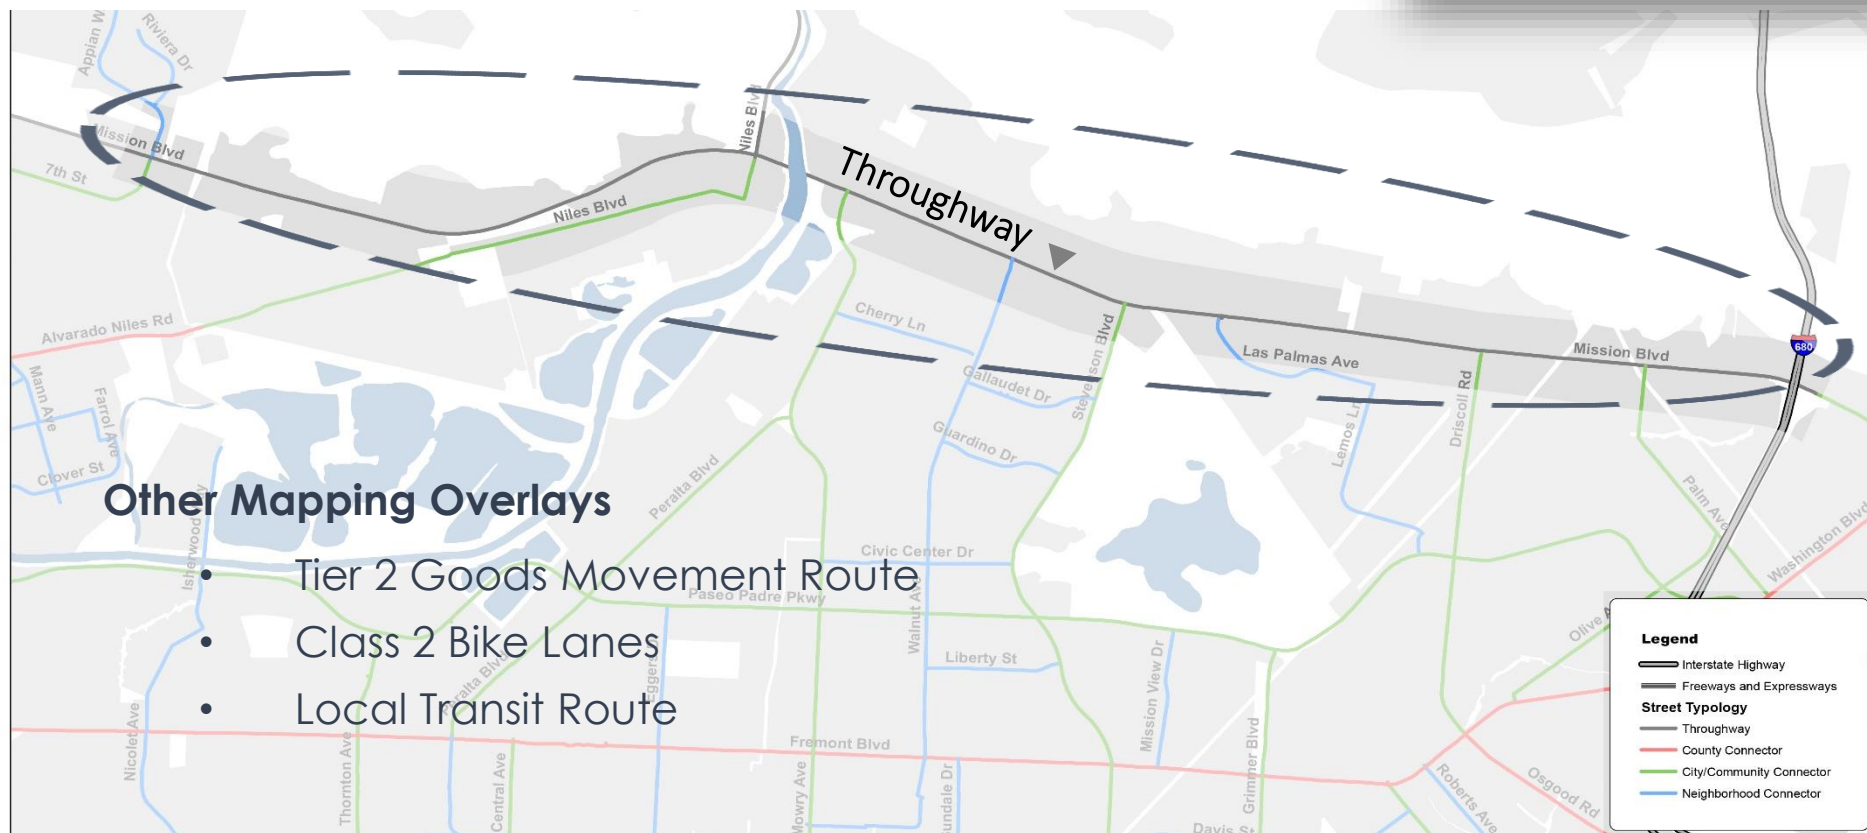 Appian W
Riviera Dr
Mission Blvd
7th St
Niles Blvd
Niles Blvd
Throughway
Alvarado Niles Rd
Mann Ave
Farrol Ave
Clover St
Cherry Ln
Gallaudet Dr
Guardino Dr
Stevenson Blvd
Las Palmas Ave
Mission Blvd
680
Driscoll Rd
Lemos Ln
Palm Ave
Washington Blvd
Peralta Blvd
Other Mapping Overlays
• Tier 2 Goods Movement Route
• Class 2 Bike Lanes
• Local Transit Route
Civic Center Dr
Paseo Padre Pkwy
Walnut Ave
Liberty St
Mission View Dr
Fremont Blvd
Nicolet Ave
Thornton Ave
Central Ave
Mowry Ave
Grimmer Blvd
Roberts Ave
Osgood Rd
Davis St
Legend
Interstate Highway
Freeways and Expressways
Street Typology
Throughway
County Connector
City/Community Connector
Neighborhood Connector